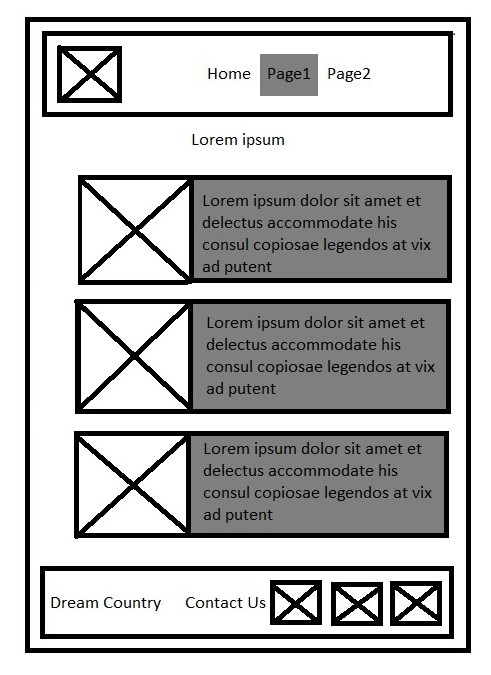 Home Page1 Page2
Lorem ipsum
Lorem ipsum dolor sit amet et
delectus accommodate his
consul copiosae legendos at vix
ad putent
Lorem ipsum dolor sit amet et
delectus accommodate his
consul copiosae legendos at vix
ad putent
Lorem ipsum dolor sit amet et
delectus accommodate his
consul copiosae legendos at vix
ad putent
Dream Country Contact Us